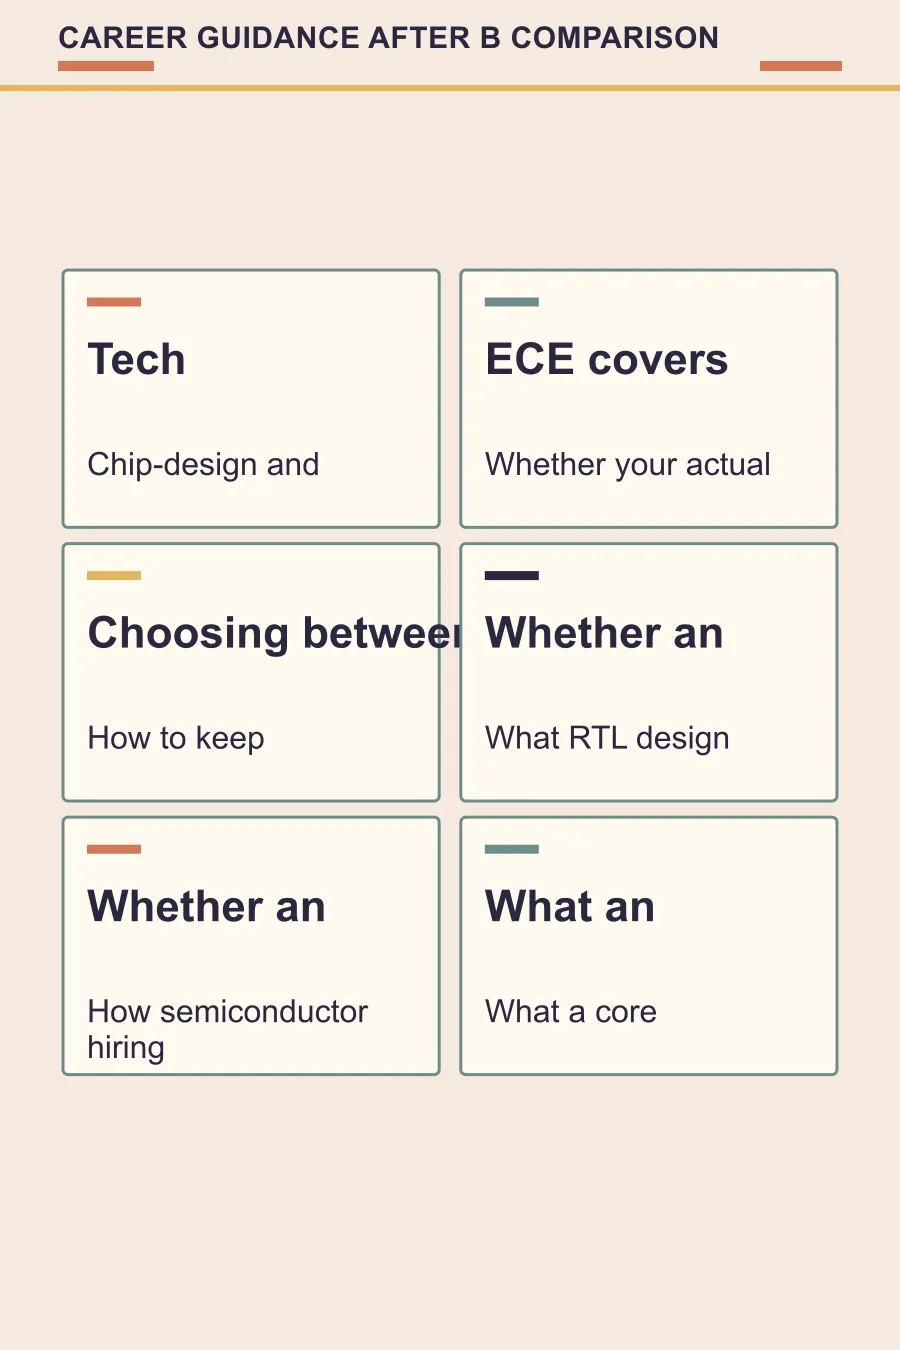 CAREER GUIDANCE AFTER B COMPARISON
Tech
Chip-design and
ECE covers
Whether your actual
Choosing between
How to keep
Whether an
What RTL design
Whether an
How semiconductor
hiring
What an
What a core